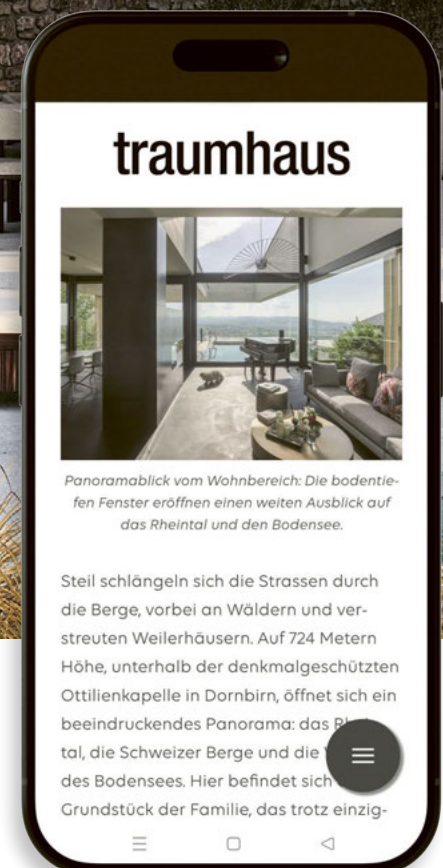 traumhaus
Panoramablick vom Wohnbereich: Die bodentie-
fen Fenster eröffnen einen weiten Ausblick auf
das Rheintal und den Bodensee.
Steil schlängeln sich die Strassen durch
die Berge, vorbei an Wäldern und ver-
streuten Weilerhäusern. Auf 724 Metern
Höhe, unterhalb der denkmalgeschützten
Ottilienkapelle in Dornbirn, öffnet sich ein
beeindruckendes Panorama: das
tal, die Schweizer Berge und die
des Bodensees. Hier befindet sich
Grundstück der Familie, das trotz einzig-